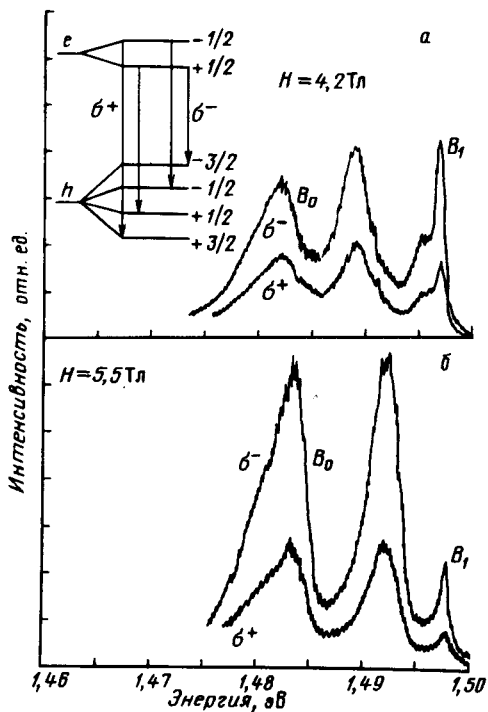 а
e
- 1/2
+ 1/2
H = 4,2 Тл
σ+
σ-
h
- 3/2
- 1/2
+ 1/2
+ 3/2
B0
B1
σ-
σ+
Интенсивность, отн. ед.
б
H = 5,5 Тл
σ-
B0
B1
σ+
1,46 1,47 1,48 1,49 1,50
Энергия, эВ